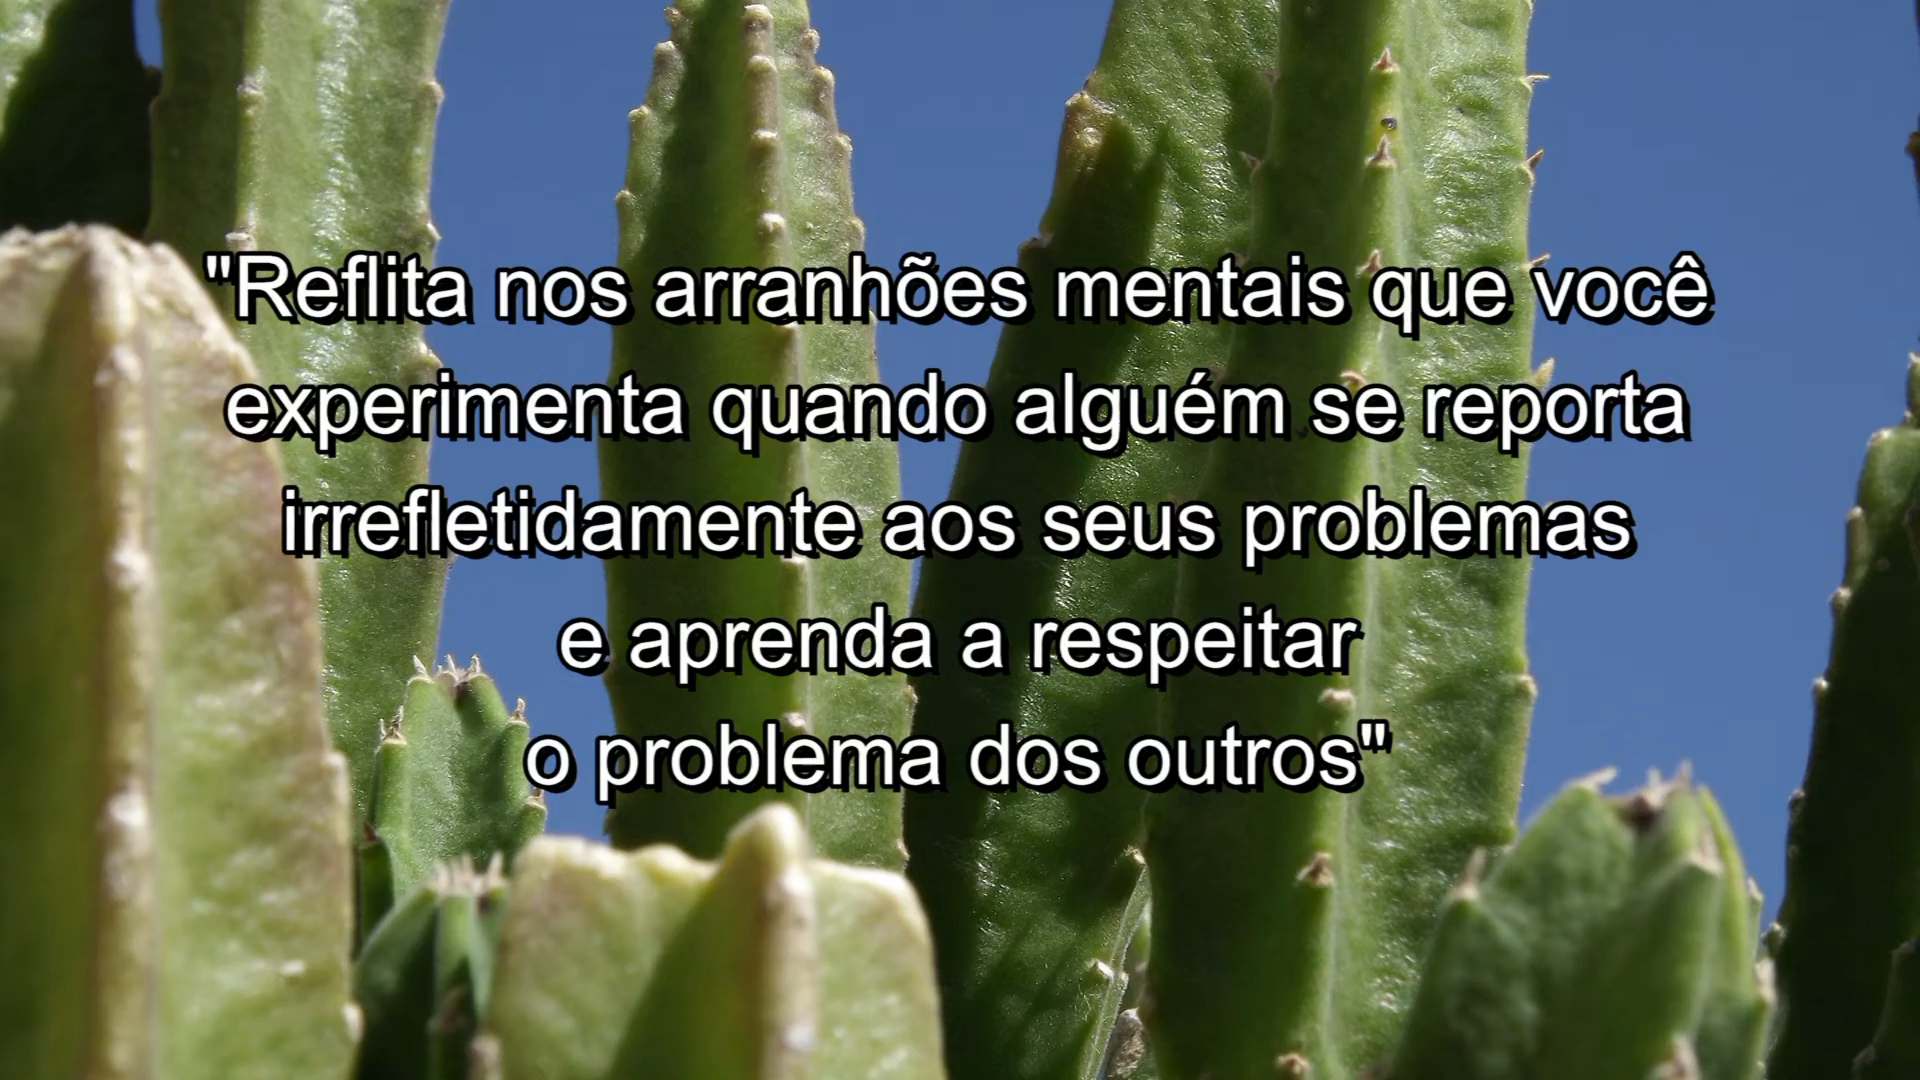 "Reflita nos arranhões mentais que você
experimenta quando alguém se reporta
irrefletidamente aos seus problemas
e aprenda a respeitar
o problema dos outros"